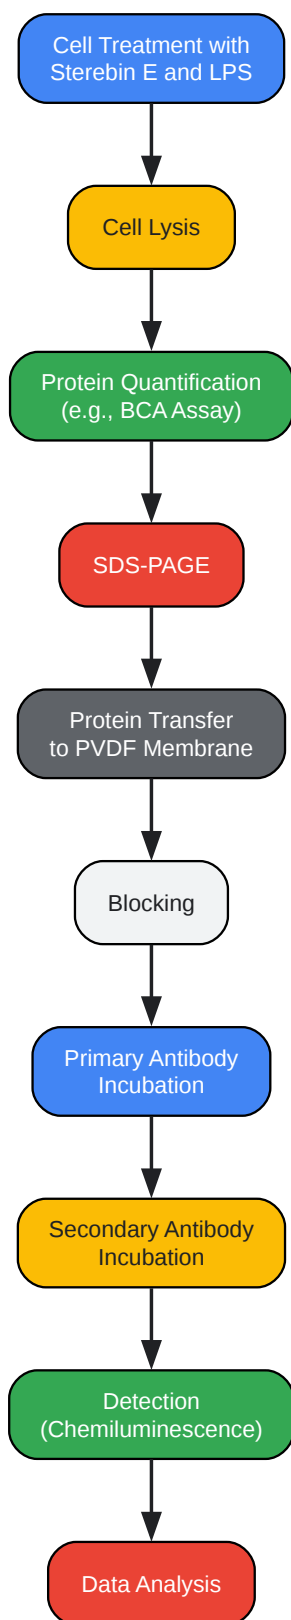 Cell Treatment with
Sterebin E and LPS
Cell Lysis
Protein Quantification
(e.g., BCA Assay)
SDS-PAGE
Protein Transfer
to PVDF Membrane
Blocking
Primary Antibody
Incubation
Secondary Antibody
Incubation
Detection
(Chemiluminescence)
Data Analysis